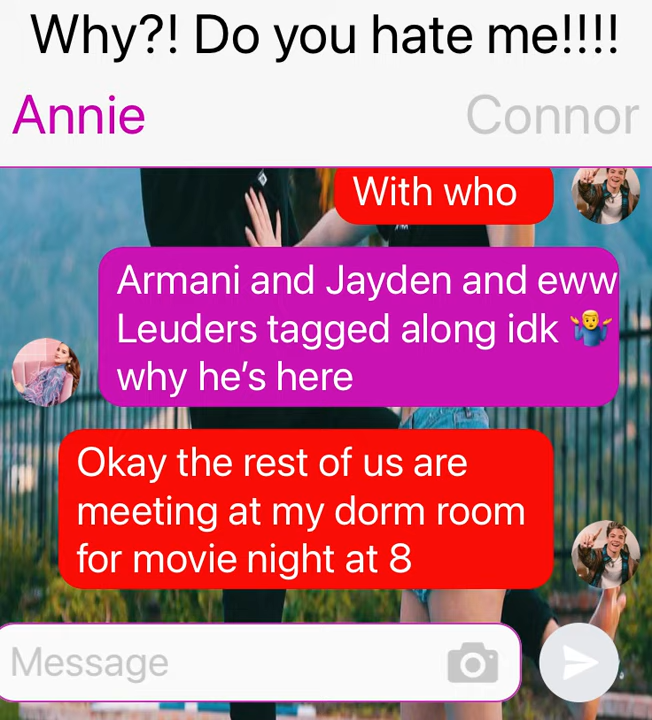 Why?! Do you hate me!!!!
Annie
Connor
With who
Armani and Jayden and eww
Leuders tagged along idk 🤷‍♂️
why he's here
Okay the rest of us are
meeting at my dorm room
for movie night at 8
Message